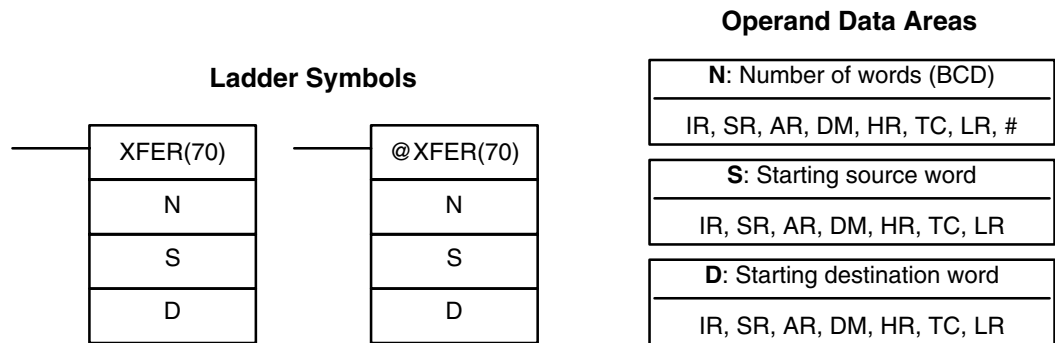 Ladder Symbols
XFER(70)
N
S
D
@XFER(70)
N
S
D
Operand Data Areas
N: Number of words (BCD)
IR, SR, AR, DM, HR, TC, LR, #
S: Starting source word
IR, SR, AR, DM, HR, TC, LR
D: Starting destination word
IR, SR, AR, DM, HR, TC, LR